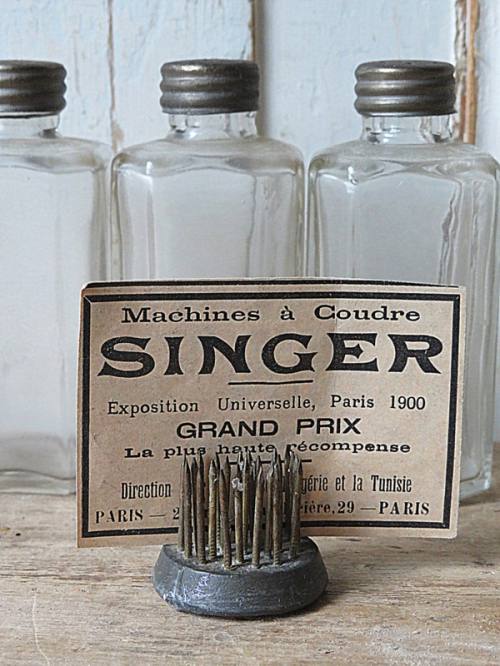 Machines à Coudre
SINGER
Exposition Universelle, Paris 1900
GRAND PRIX
La plus haute récompense
Direction et la Tunisie
PARIS — 29 — PARIS